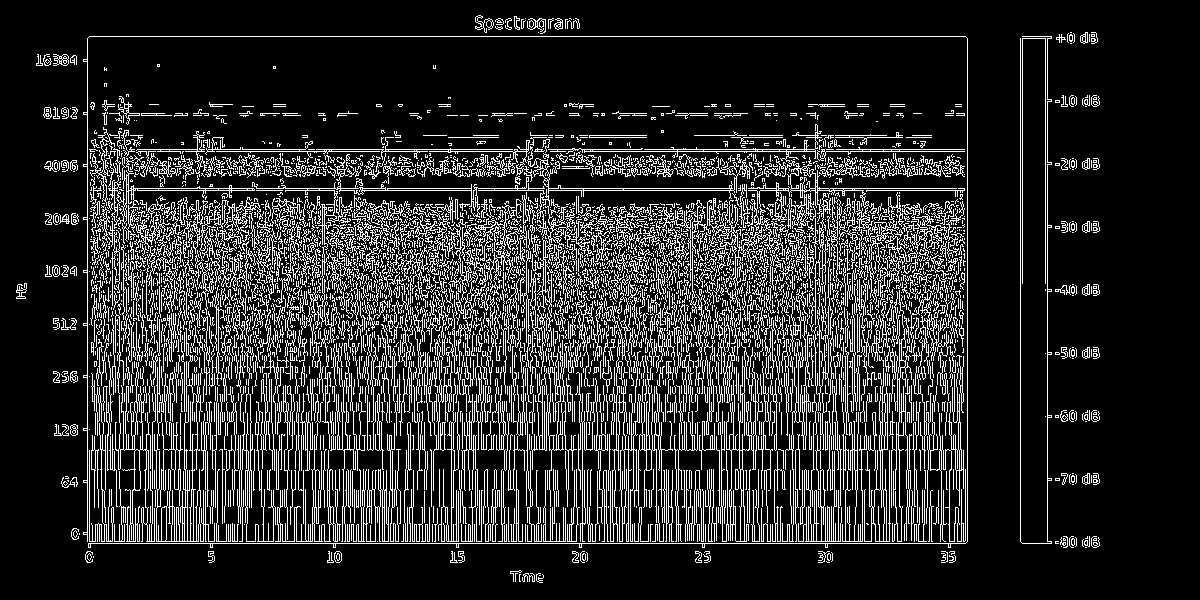 Spectrogram
16384
8192
4096
2048
1024
512
256
128
64
0
Hz
0 5 10 15 20 25 30 35
Time
+0 dB
-10 dB
-20 dB
-30 dB
-40 dB
-50 dB
-60 dB
-70 dB
-80 dB